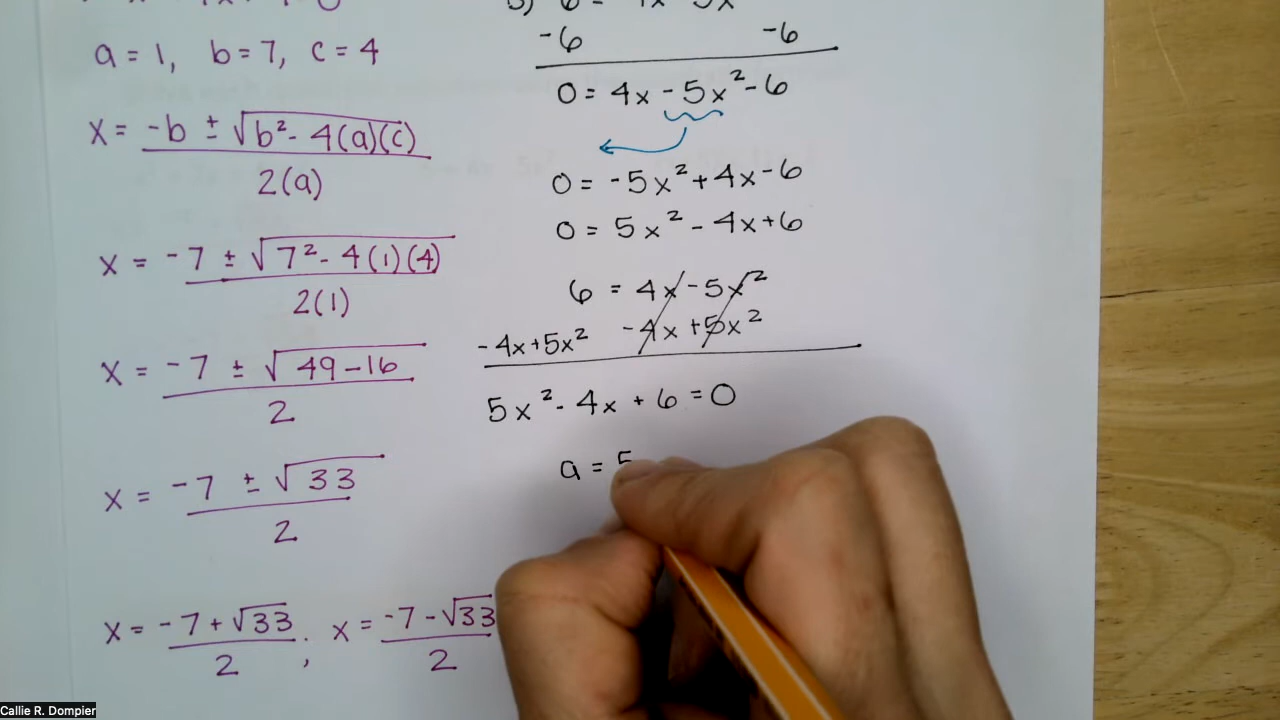 a = 1, b = 7, c = 4
x = -b ± √b² - 4(a)(c)
2(a)
x = -7 ± √7² - 4(1)(4)
2(1)
x = -7 ± √49 - 16
2
x = -7 ± √33
2
x = -7 + √33 , x = -7 - √33
2 2
-6 -6
0 = 4x - 5x² - 6
0 = -5x² + 4x - 6
0 = 5x² - 4x + 6
6 = 4x - 5x²
-4x + 5x² -4x + 5x²
5x² - 4x + 6 = 0
a = 5
Callie R. Dompier